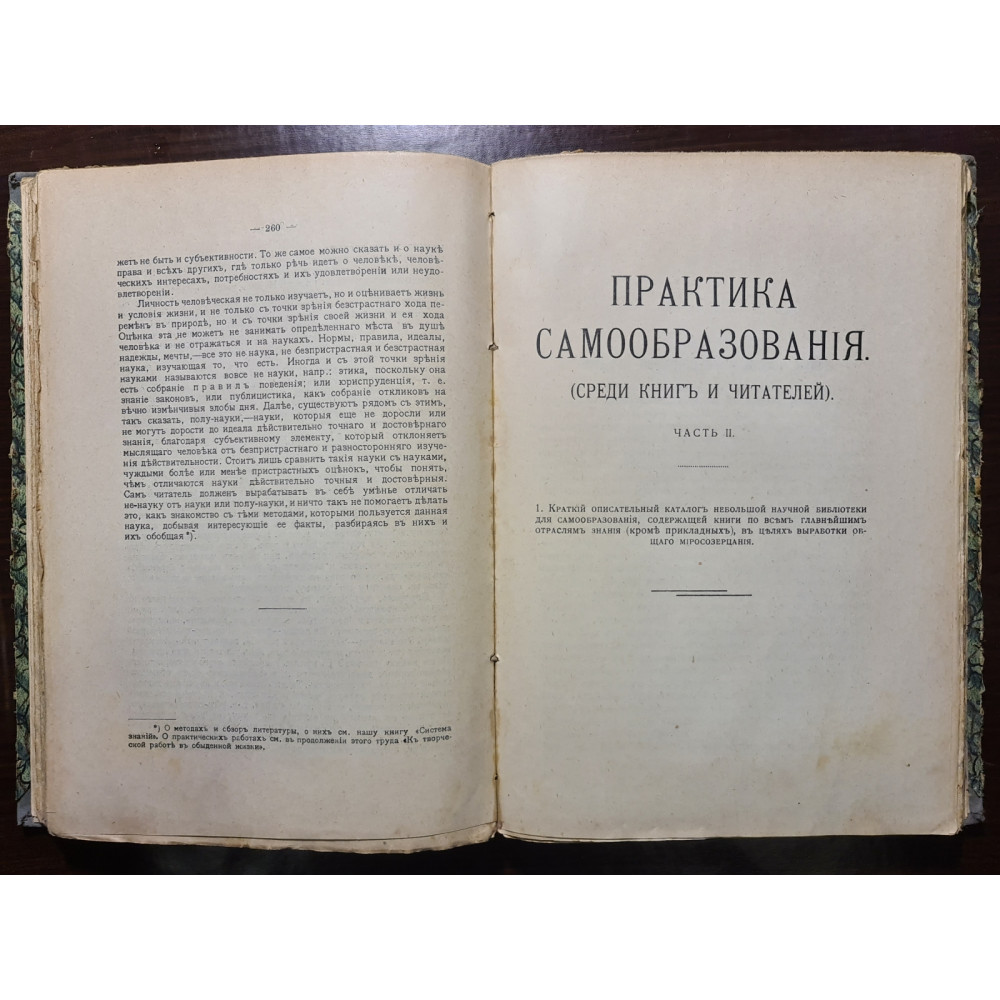 — 260 —
жетъ не быть и субъективности. То же самое можно сказать и о наукѣ
права и всѣхъ другихъ, гдѣ только рѣчь идетъ о человѣкѣ, человѣ-
ческихъ интересахъ, потребностяхъ и ихъ удовлетвореніи или неудо-
влетвореніи.
Личность человѣческая не только изучаетъ, но и оцѣниваетъ жизнь
и условія жизни, и не только съ точки зрѣнія безстрастнаго хода пе-
ремѣнъ въ природѣ, но и съ точки зрѣнія своей жизни и ея хода
Оцѣнка эта не можетъ не занимать опредѣленнаго мѣста въ душѣ
человѣка и не отражаться и на наукахъ. Нормы, правила, идеалы,
надежды, мечты,—все это не наука, не безпристрастная и безстрастная
наука, изучающая то, что есть. Иногда и съ этой точки зрѣнія
науками называются вовсе не науки, напр.: этика, поскольку она
есть собраніе правилъ поведенія; или юриспруденція, т. е.
знаніе законовъ, или публицистика, какъ собраніе откликовъ на
вѣчно измѣнчивыя злобы дня. Далѣе, существуютъ рядомъ съ этимъ,
такъ сказать, полу-науки,—науки, которыя еще не доросли или
не могутъ дорости до идеала дѣйствительно точнаго и достовѣрнаго
знанія, благодаря субъективному элементу, который отклоняетъ
мыслящаго человѣка отъ безпристрастнаго и разносторонняго изуче-
нія дѣйствительности. Стоитъ лишь сравнить такія науки съ науками,
чуждыми болѣе или менѣе пристрастныхъ оцѣнокъ, чтобы понять,
чѣмъ отличаются науки дѣйствительно точныя и достовѣрныя.
Самъ читатель долженъ вырабатывать въ себѣ умѣнье отличать
не-науку отъ науки или полу-науки, и ничто такъ не помогаетъ дѣлать
это, какъ знакомство съ тѣми методами, которыми пользуется данная
наука, добывая интересующіе ее факты, разбираясь въ нихъ и
ихъ обобщая *).
*) О методахъ и обзоръ литературы, о нихъ см. нашу книгу «Система
знаній». О практическихъ работахъ см. въ продолженіи этого труда «Къ творче-
ской работѣ въ обыденной жизни».
ПРАКТИКА
САМООБРАЗОВАНІЯ.
(СРЕДИ КНИГЪ И ЧИТАТЕЛЕЙ).
ЧАСТЬ II.
1. Краткій описательный каталогъ небольшой научной библіотеки
для самообразованія, содержащей книги по всѣмъ главнѣйшимъ
отраслямъ знанія (кромѣ прикладныхъ), въ цѣляхъ выработки об-
щаго міросозерцанія.